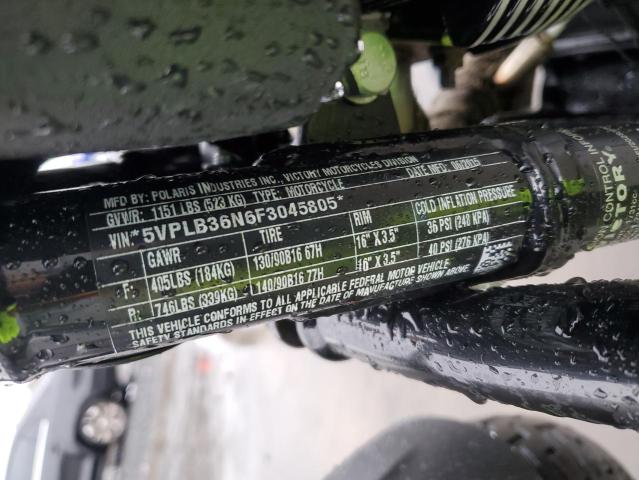 MFD BY: POLARIS INDUSTRIES INC. VICTORY MOTORCYCLES DIVISION
GVWR: 1151 LBS (523 KG) TYPE: MOTORCYCLE DATE MFD:
VIN:*5VPLB36N6F3045805*
GAWR TIRE RIM COLD INFLATION PRESSURE
F: 405LBS (184KG) 130/90B16 67H 16" X 3.5" 36 PSI (248 KPA)
R: 746LBS (339KG) 140/90B16 77H 16" X 3.5" 40 PSI (276 KPA)
THIS VEHICLE CONFORMS TO ALL APPLICABLE FEDERAL MOTOR VEHICLE
SAFETY STANDARDS IN EFFECT ON THE DATE OF MANUFACTURE SHOWN ABOVE.
CONTROL